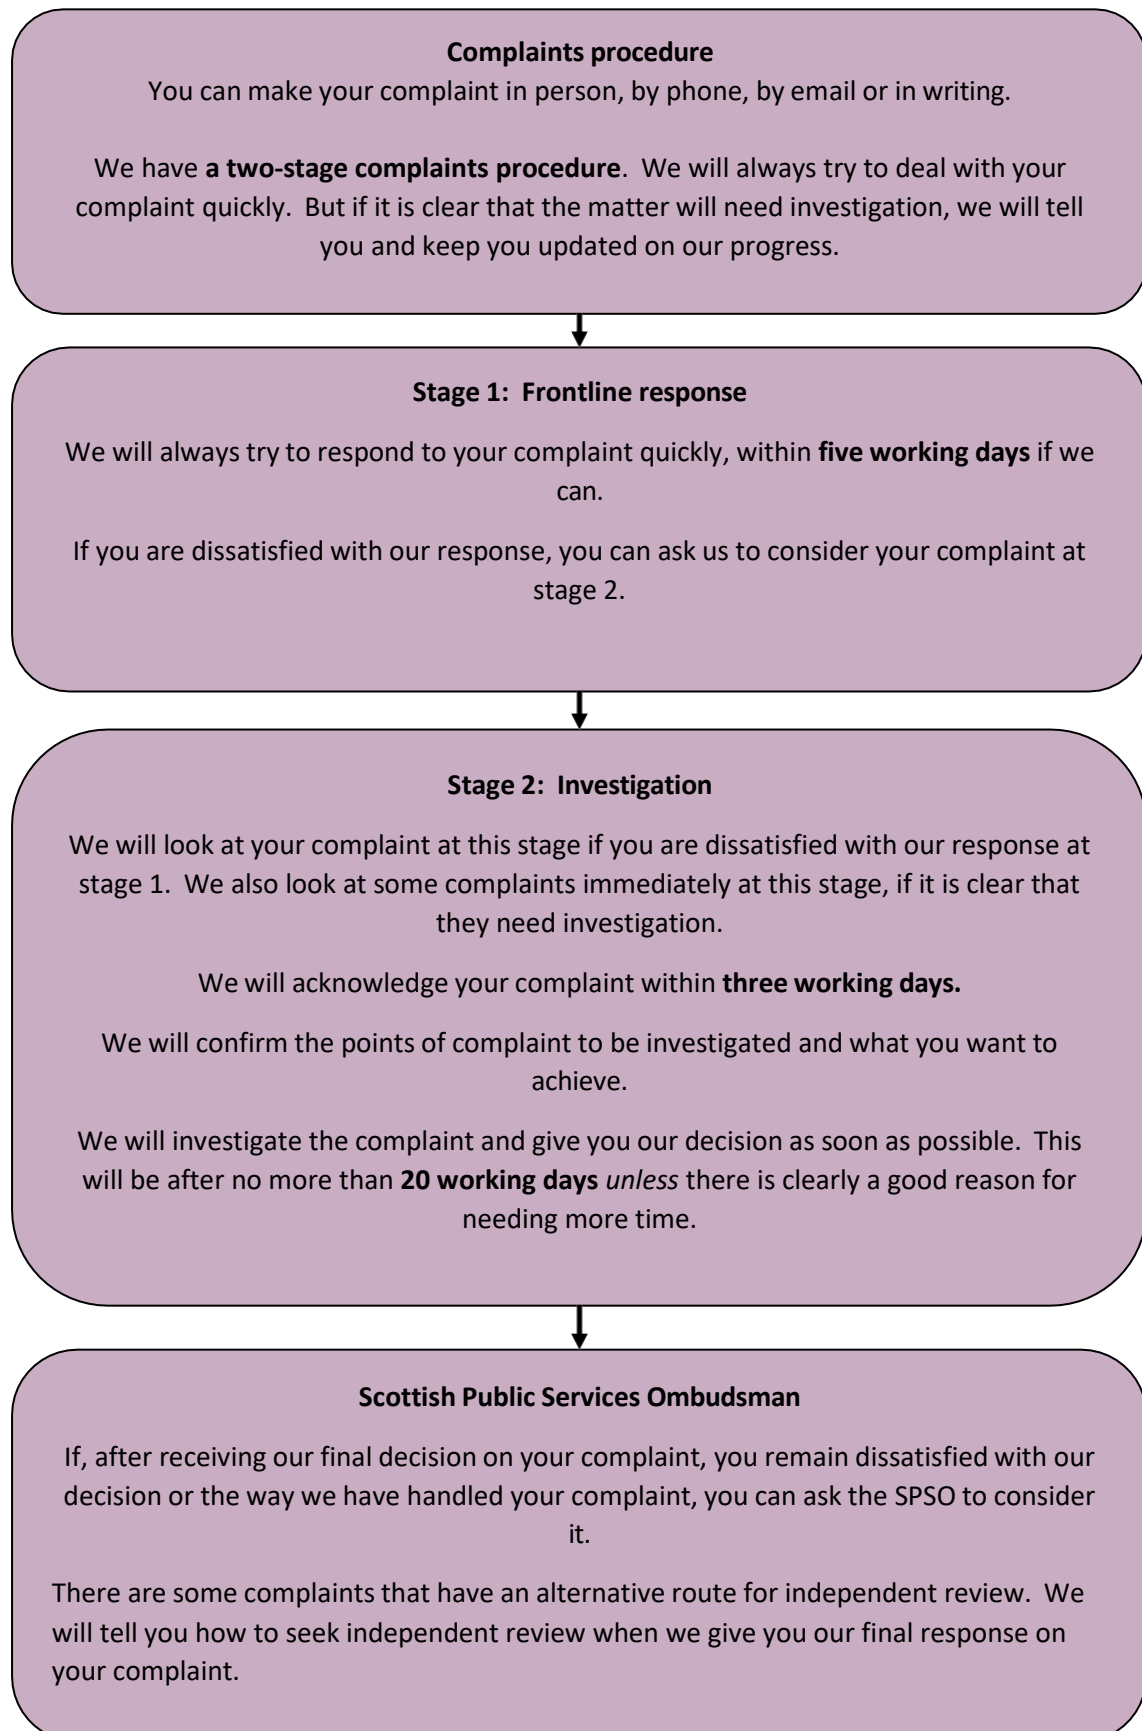 Complaints procedure
You can make your complaint in person, by phone, by email or in writing.
We have a two-stage complaints procedure.  We will always try to deal with your
complaint quickly.  But if it is clear that the matter will need investigation, we will tell
you and keep you updated on our progress.
Stage 1:  Frontline response
We will always try to respond to your complaint quickly, within five working days if we
can.
If you are dissatisfied with our response, you can ask us to consider your complaint at
stage 2.
Stage 2:  Investigation
We will look at your complaint at this stage if you are dissatisfied with our response at
stage 1.  We also look at some complaints immediately at this stage, if it is clear that
they need investigation.
We will acknowledge your complaint within three working days.
We will confirm the points of complaint to be investigated and what you want to
achieve.
We will investigate the complaint and give you our decision as soon as possible.  This
will be after no more than 20 working days unless there is clearly a good reason for
needing more time.
Scottish Public Services Ombudsman
If, after receiving our final decision on your complaint, you remain dissatisfied with our
decision or the way we have handled your complaint, you can ask the SPSO to consider
it.
There are some complaints that have an alternative route for independent review.  We
will tell you how to seek independent review when we give you our final response on
your complaint.